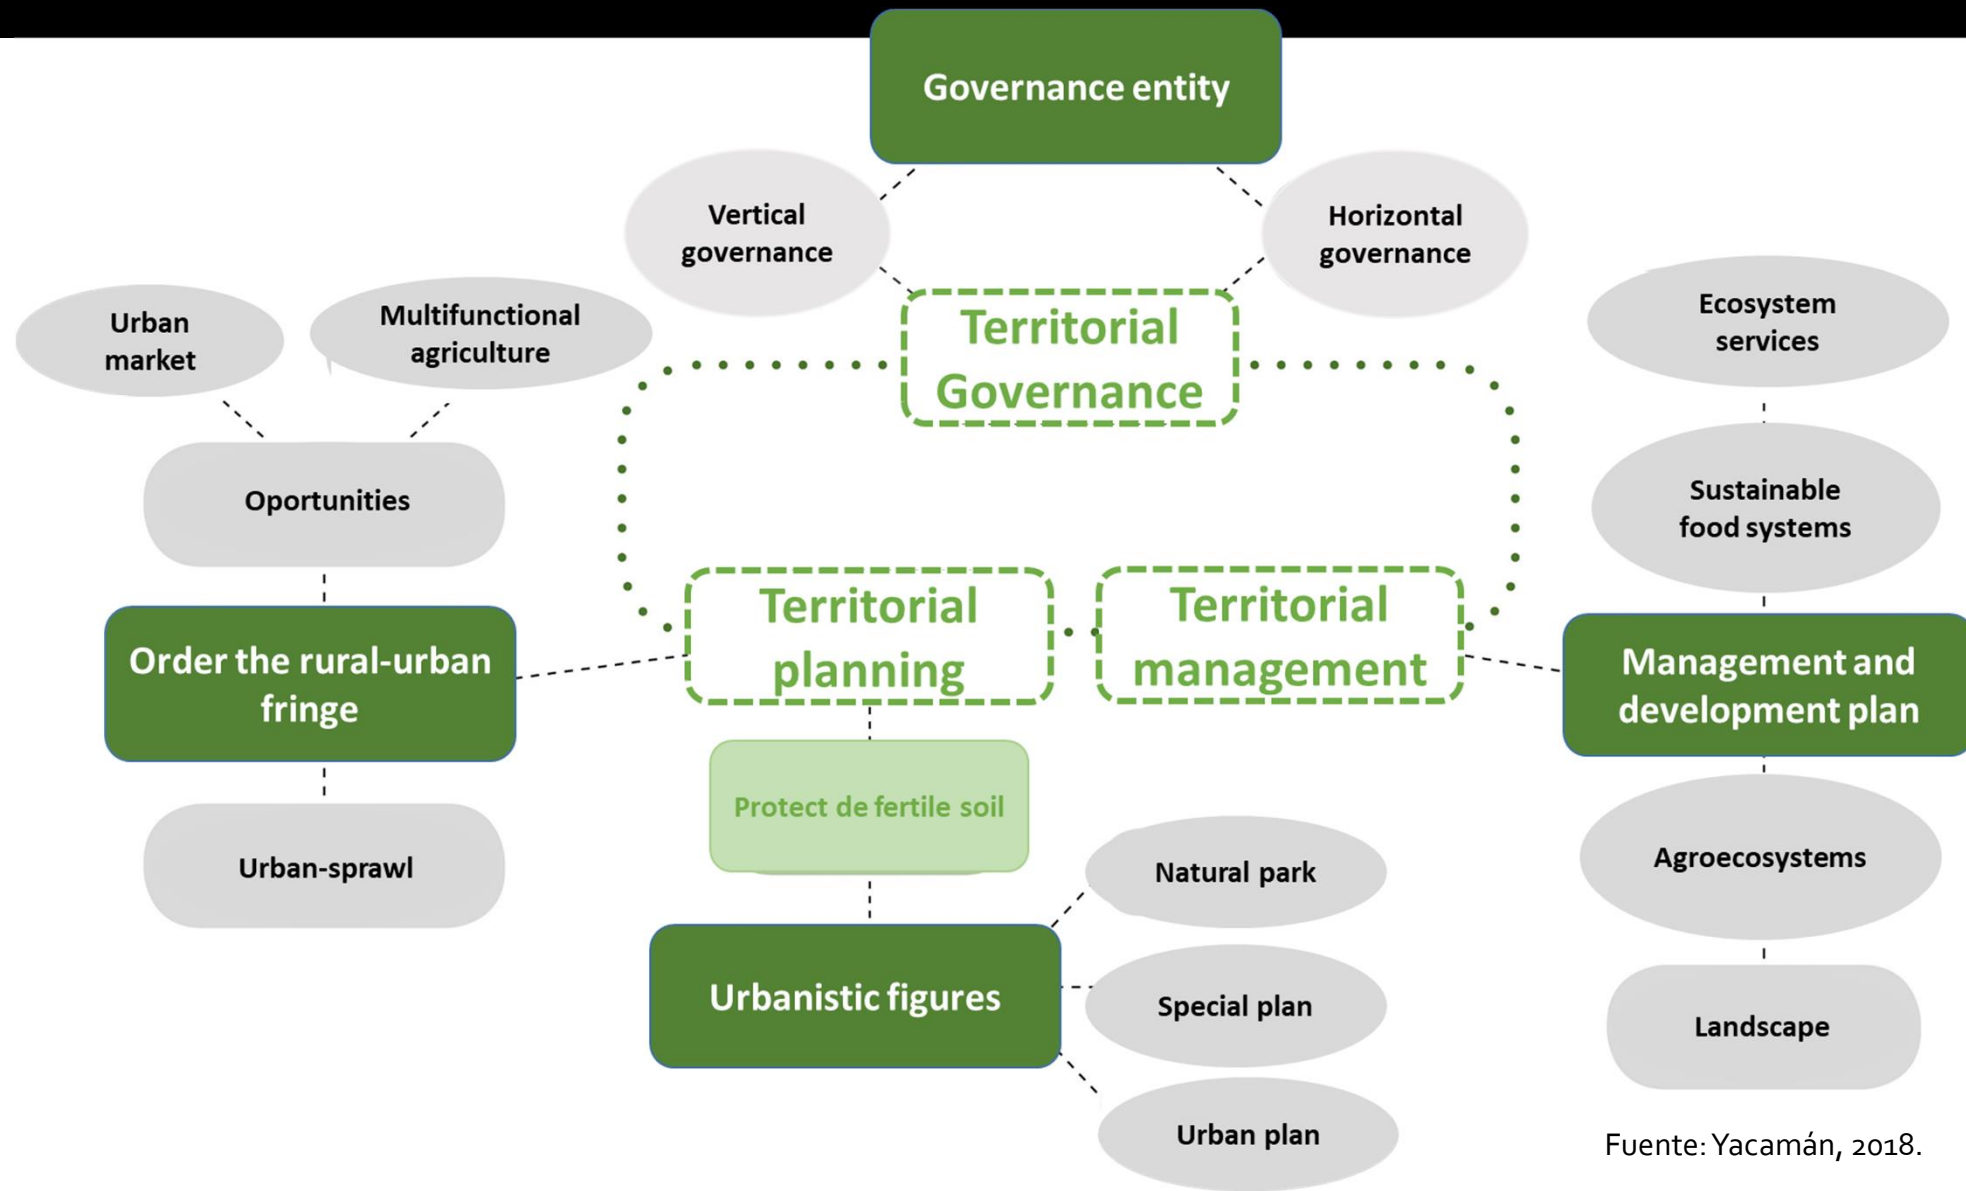 Governance entity
Vertical
governance
Horizontal
governance
Territorial
Governance
Urban
market
Multifunctional
agriculture
Oportunities
Order the rural-urban
fringe
Urban-sprawl
Territorial
planning
Territorial
management
Protect de fertile soil
Urbanistic figures
Natural park
Special plan
Urban plan
Ecosystem
services
Sustainable
food systems
Management and
development plan
Agroecosystems
Landscape
Fuente: Yacamán, 2018.